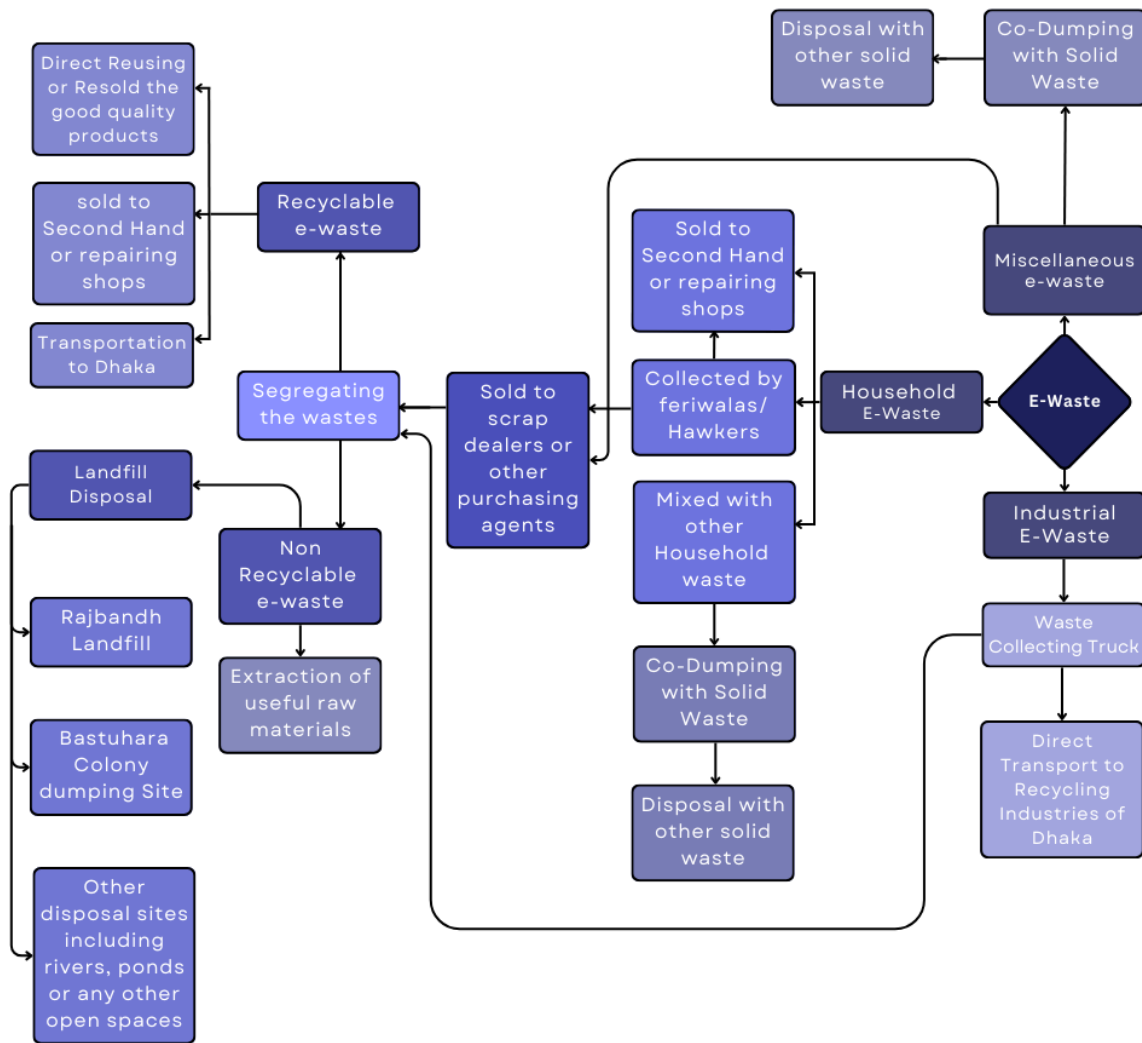 Disposal with
other solid
waste
Co-Dumping
with Solid
Waste
Direct Reusing
or Resold the
good quality
products
sold to
Second Hand
or repairing
shops
Transportation
to Dhaka
Recyclable
e-waste
Sold to
Second Hand
or repairing
shops
Miscellaneous
e-waste
Segregating
the wastes
Sold to
scrap
dealers or
other
purchasing
agents
Collected by
feriwalas/
Hawkers
Household
E-Waste
E-Waste
Landfill
Disposal
Non
Recyclable
e-waste
Mixed with
other
Household
waste
Industrial
E-Waste
Rajbandh
Landfill
Extraction of
useful raw
materials
Co-Dumping
with Solid
Waste
Waste
Collecting Truck
Bastuhara
Colony
dumping Site
Disposal with
other solid
waste
Direct
Transport to
Recycling
Industries of
Dhaka
Other
disposal sites
including
rivers, ponds
or any other
open spaces